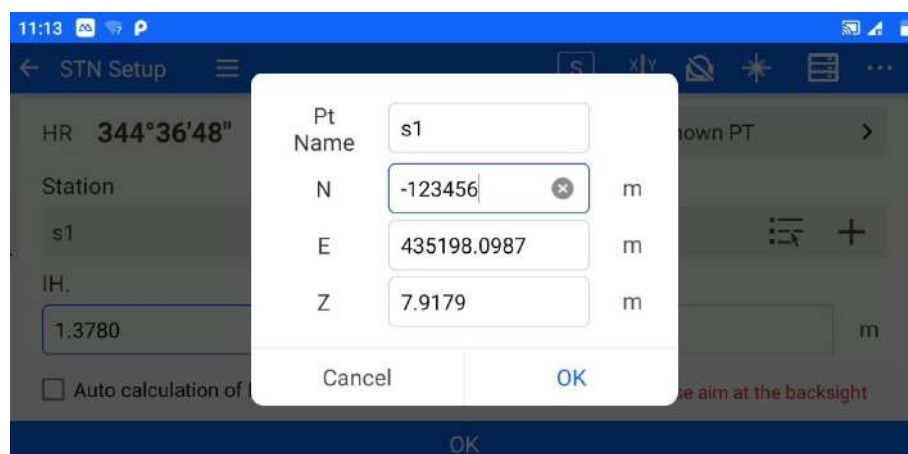 11:13
STN Setup
S X Y
HR 344°36'48"
nown PT
Station
s1
IH.
1.3780
m
Auto calculation of
se aim at the backsight
OK
Pt Name
s1
N
-123456
m
E
435198.0987
m
Z
7.9179
m
Cancel
OK